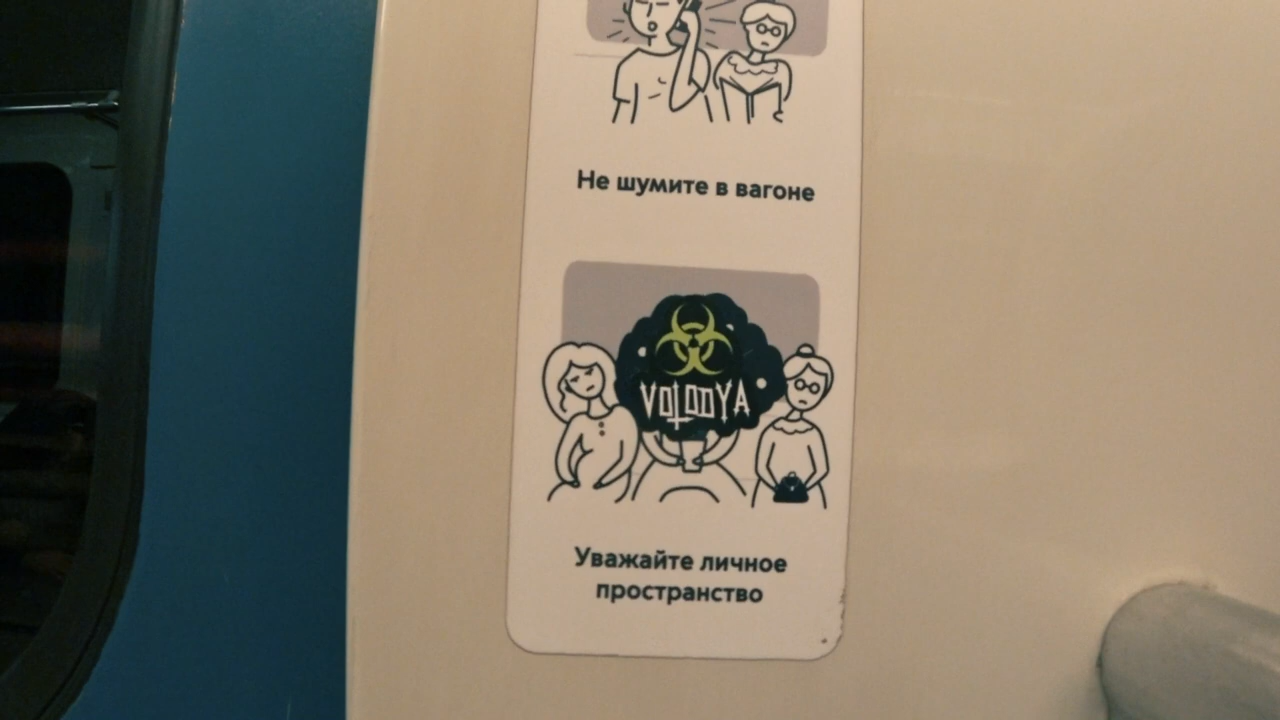 Не шумите в вагоне
VOLODYA
Уважайте личное
пространство